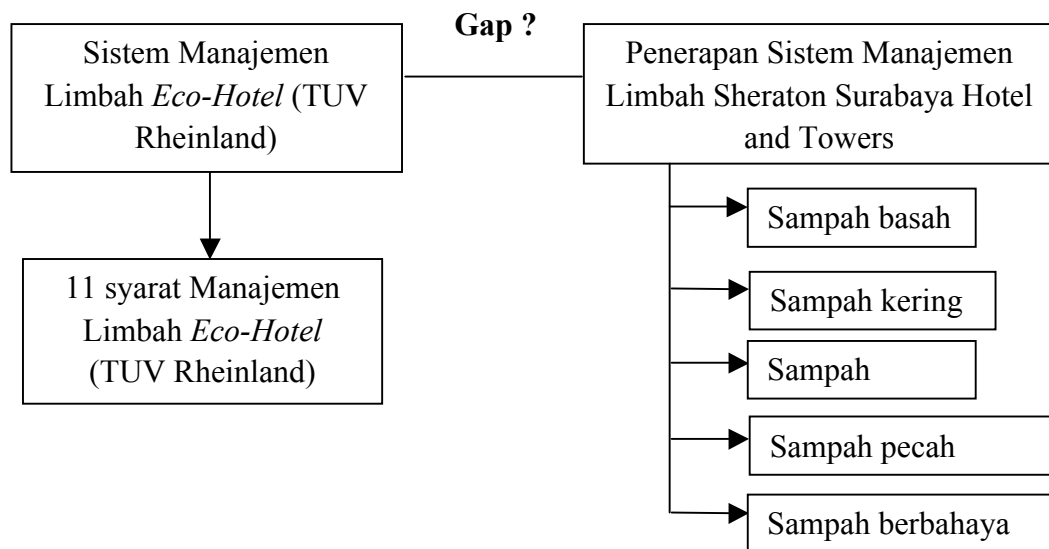 Gap ?
Sistem Manajemen
Limbah Eco-Hotel (TUV
Rheinland)
Penerapan Sistem Manajemen
Limbah Sheraton Surabaya Hotel
and Towers
11 syarat Manajemen
Limbah Eco-Hotel
(TUV Rheinland)
Sampah basah
Sampah kering
Sampah
Sampah pecah
Sampah berbahaya